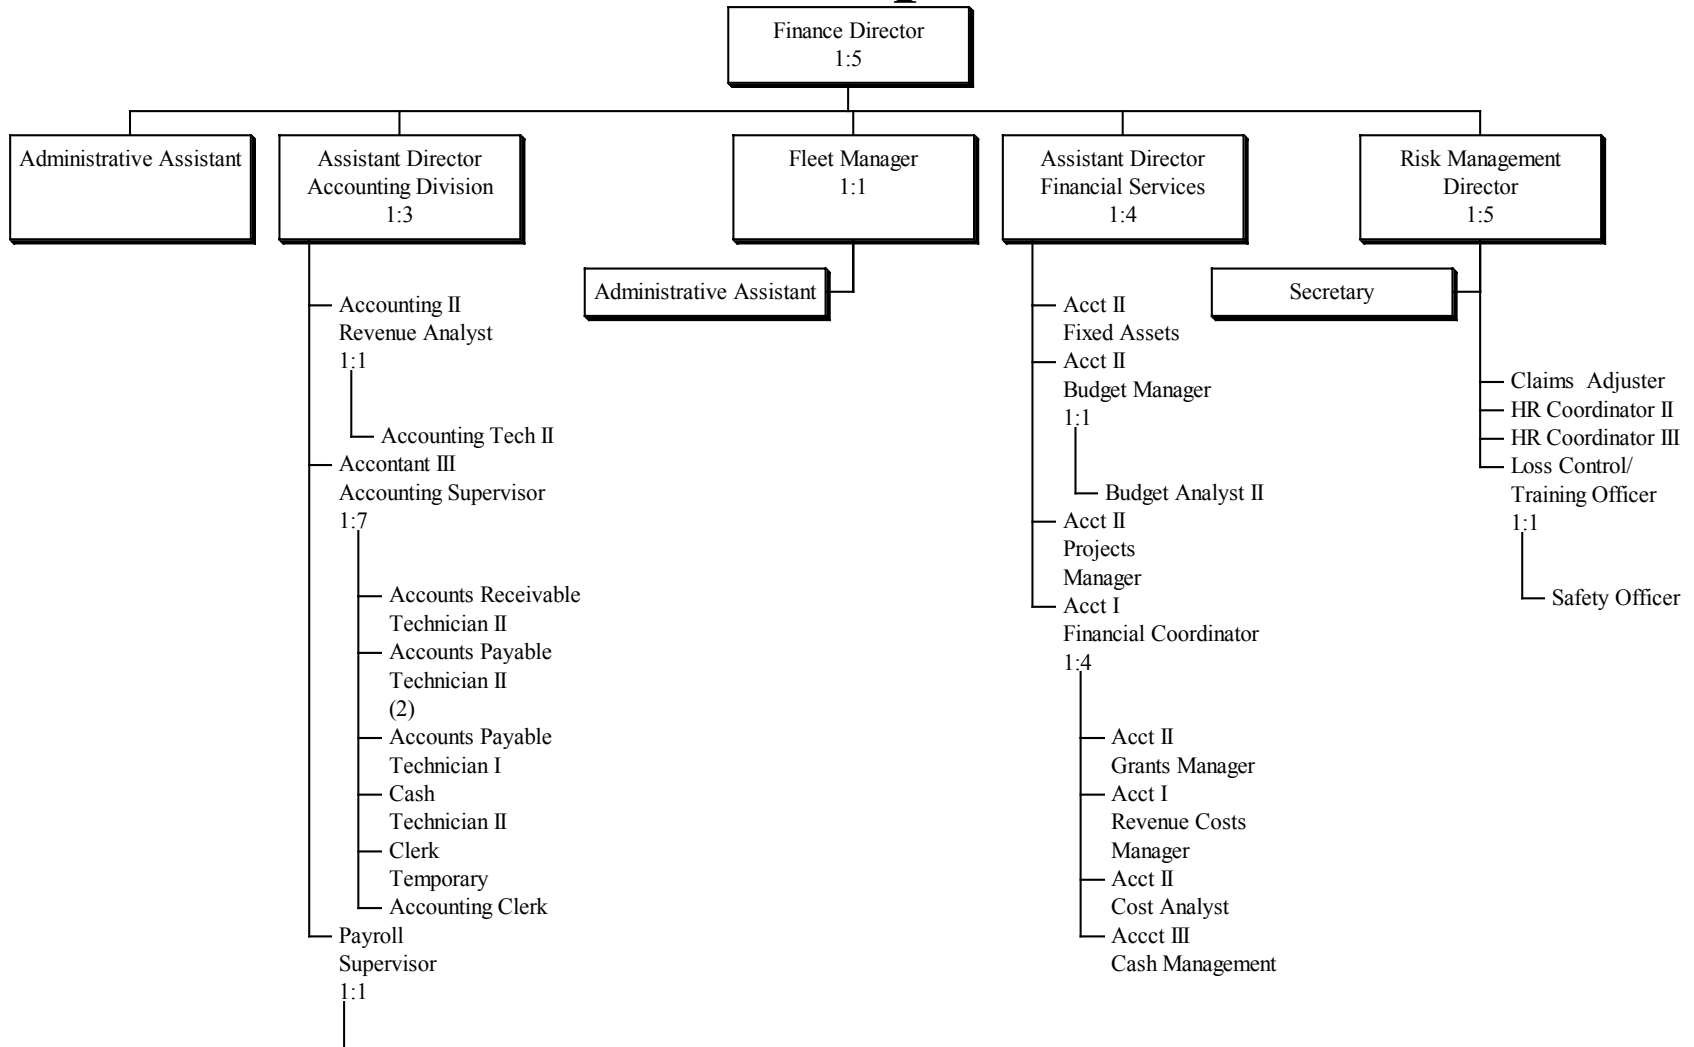 Finance Director
1:5
Administrative Assistant
Assistant Director
Accounting Division
1:3
Fleet Manager
1:1
Assistant Director
Financial Services
1:4
Risk Management
Director
1:5
Accounting II
Revenue Analyst
1:1
Accounting Tech II
Accontant III
Accounting Supervisor
1:7
Accounts Receivable
Technician II
Accounts Payable
Technician II
(2)
Accounts Payable
Technician I
Cash
Technician II
Clerk
Temporary
Accounting Clerk
Payroll
Supervisor
1:1
Administrative Assistant
Acct II
Fixed Assets
Acct II
Budget Manager
1:1
Budget Analyst II
Acct II
Projects
Manager
Acct I
Financial Coordinator
1:4
Acct II
Grants Manager
Acct I
Revenue Costs
Manager
Acct II
Cost Analyst
Accct III
Cash Management
Secretary
Claims Adjuster
HR Coordinator II
HR Coordinator III
Loss Control/
Training Officer
1:1
Safety Officer